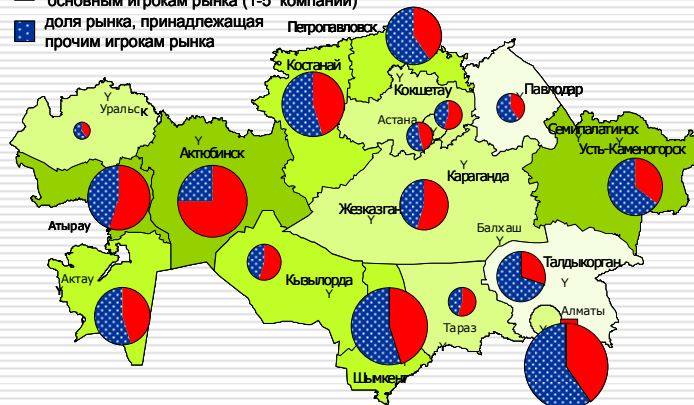 основным игрокам рынка (1-5 компаний)
доля рынка, принадлежащая
прочим игрокам рынка
Петропавловск
Костанай
Кокшетау
Павлодар
Уральск
Астана
Семипалатинск
Актюбинск
Усть-Каменогорск
Караганда
Жезказган
Атырау
Балхаш
Талдыкорган
Актау
Кызылорда
Алматы
Тараз
Шымкент